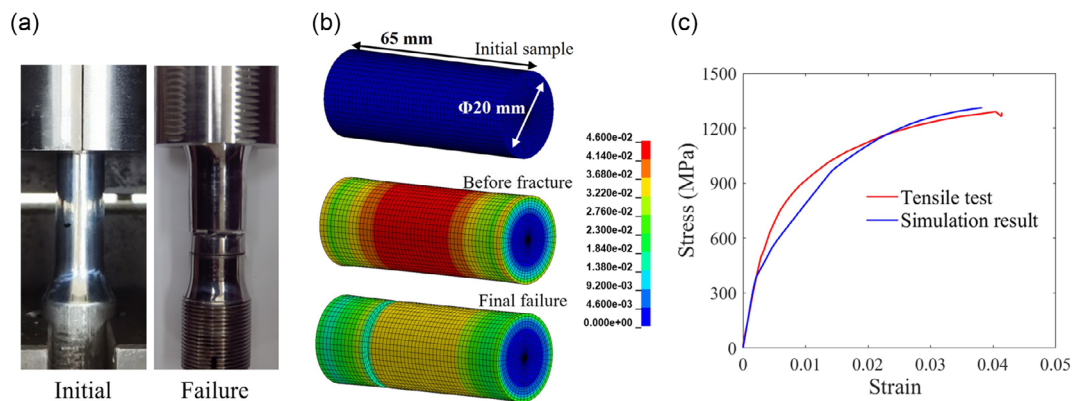 (a)
Initial
Failure
(b)
65 mm
Initial sample
Φ20 mm
Before fracture
Final failure
4.600e-02
4.140e-02
3.680e-02
3.220e-02
2.760e-02
2.300e-02
1.840e-02
1.380e-02
9.200e-03
4.600e-03
0.000e+00
(c)
Stress (MPa)
1500
1200
900
600
300
0
Tensile test
Simulation result
0
0.01
0.02
0.03
0.04
0.05
Strain